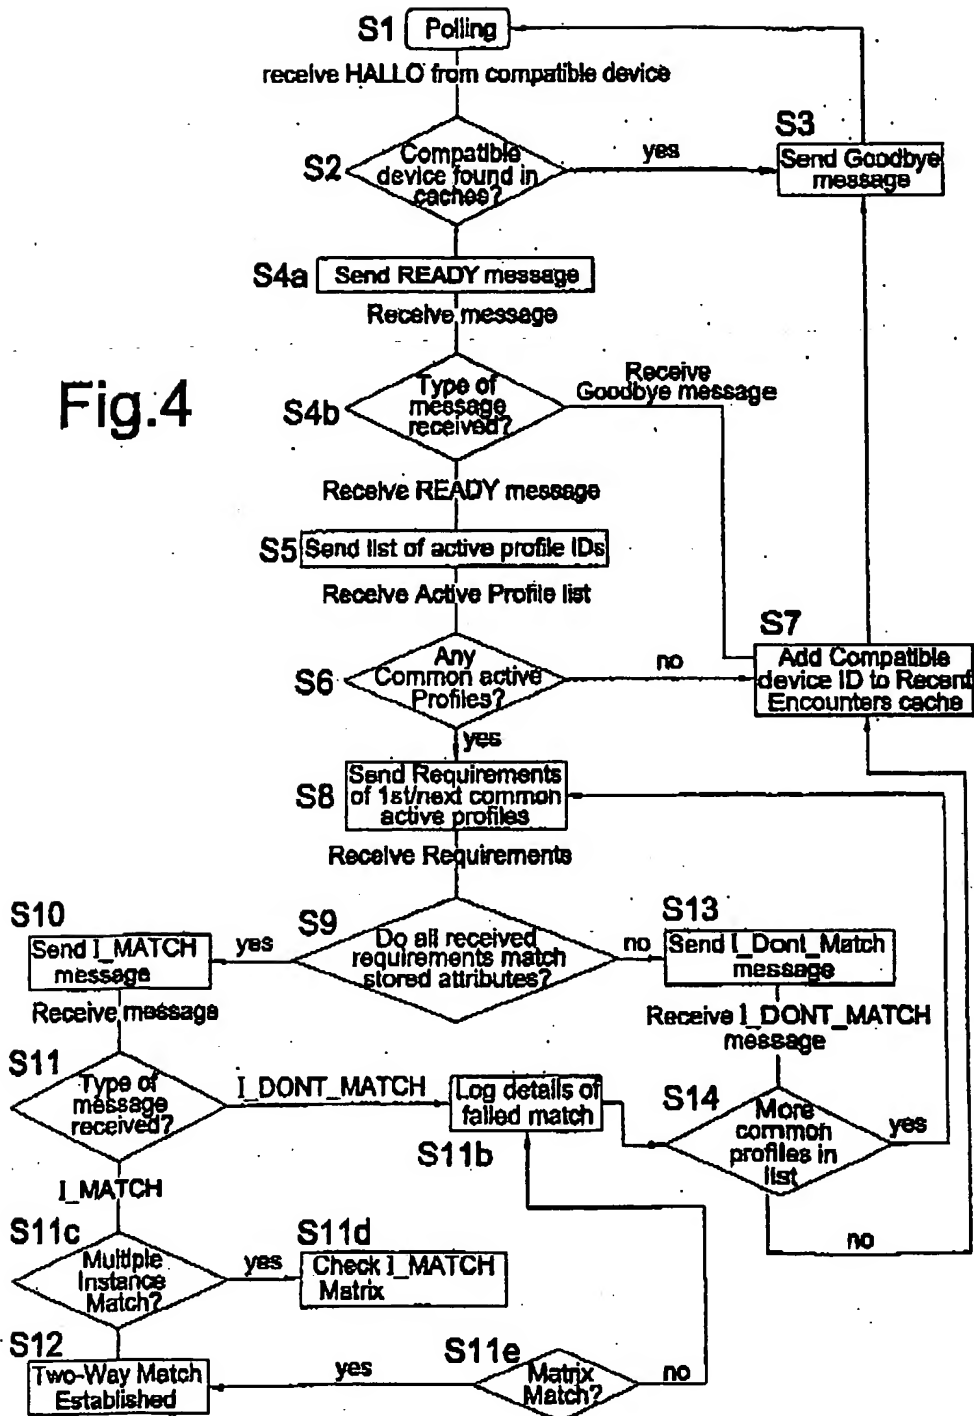 S1 Polling
receive HALLO from compatible device
S2
Compatible
device found in
caches?
yes
S3
Send Goodbye
message
S4a Send READY message
Receive message
Fig.4
S4b
Type of
message
received?
Receive
Goodbye message
Receive READY message
S5 Send list of active profile IDs
Receive Active Profile list
S6
Any
Common active
Profiles?
no
S7
Add Compatible
device ID to Recent
Encounters cache
yes
S8
Send Requirements
of 1st/next common
active profiles
Receive Requirements
S9
Do all received
requirements match
stored attributes?
yes
no
S10
Send I_MATCH
message
Receive message
S13
Send I_Dont_Match
message
Receive I_DONT_MATCH
message
S11
Type of
message
received?
I_DONT_MATCH
Log details of
failed match
S11b
S14
More
common
profiles in
list
yes
no
I_MATCH
S11c
Multiple
Instance
Match?
yes
S11d
Check I_MATCH
Matrix
S12
Two-Way Match
Established
yes
S11e
Matrix
Match?
no